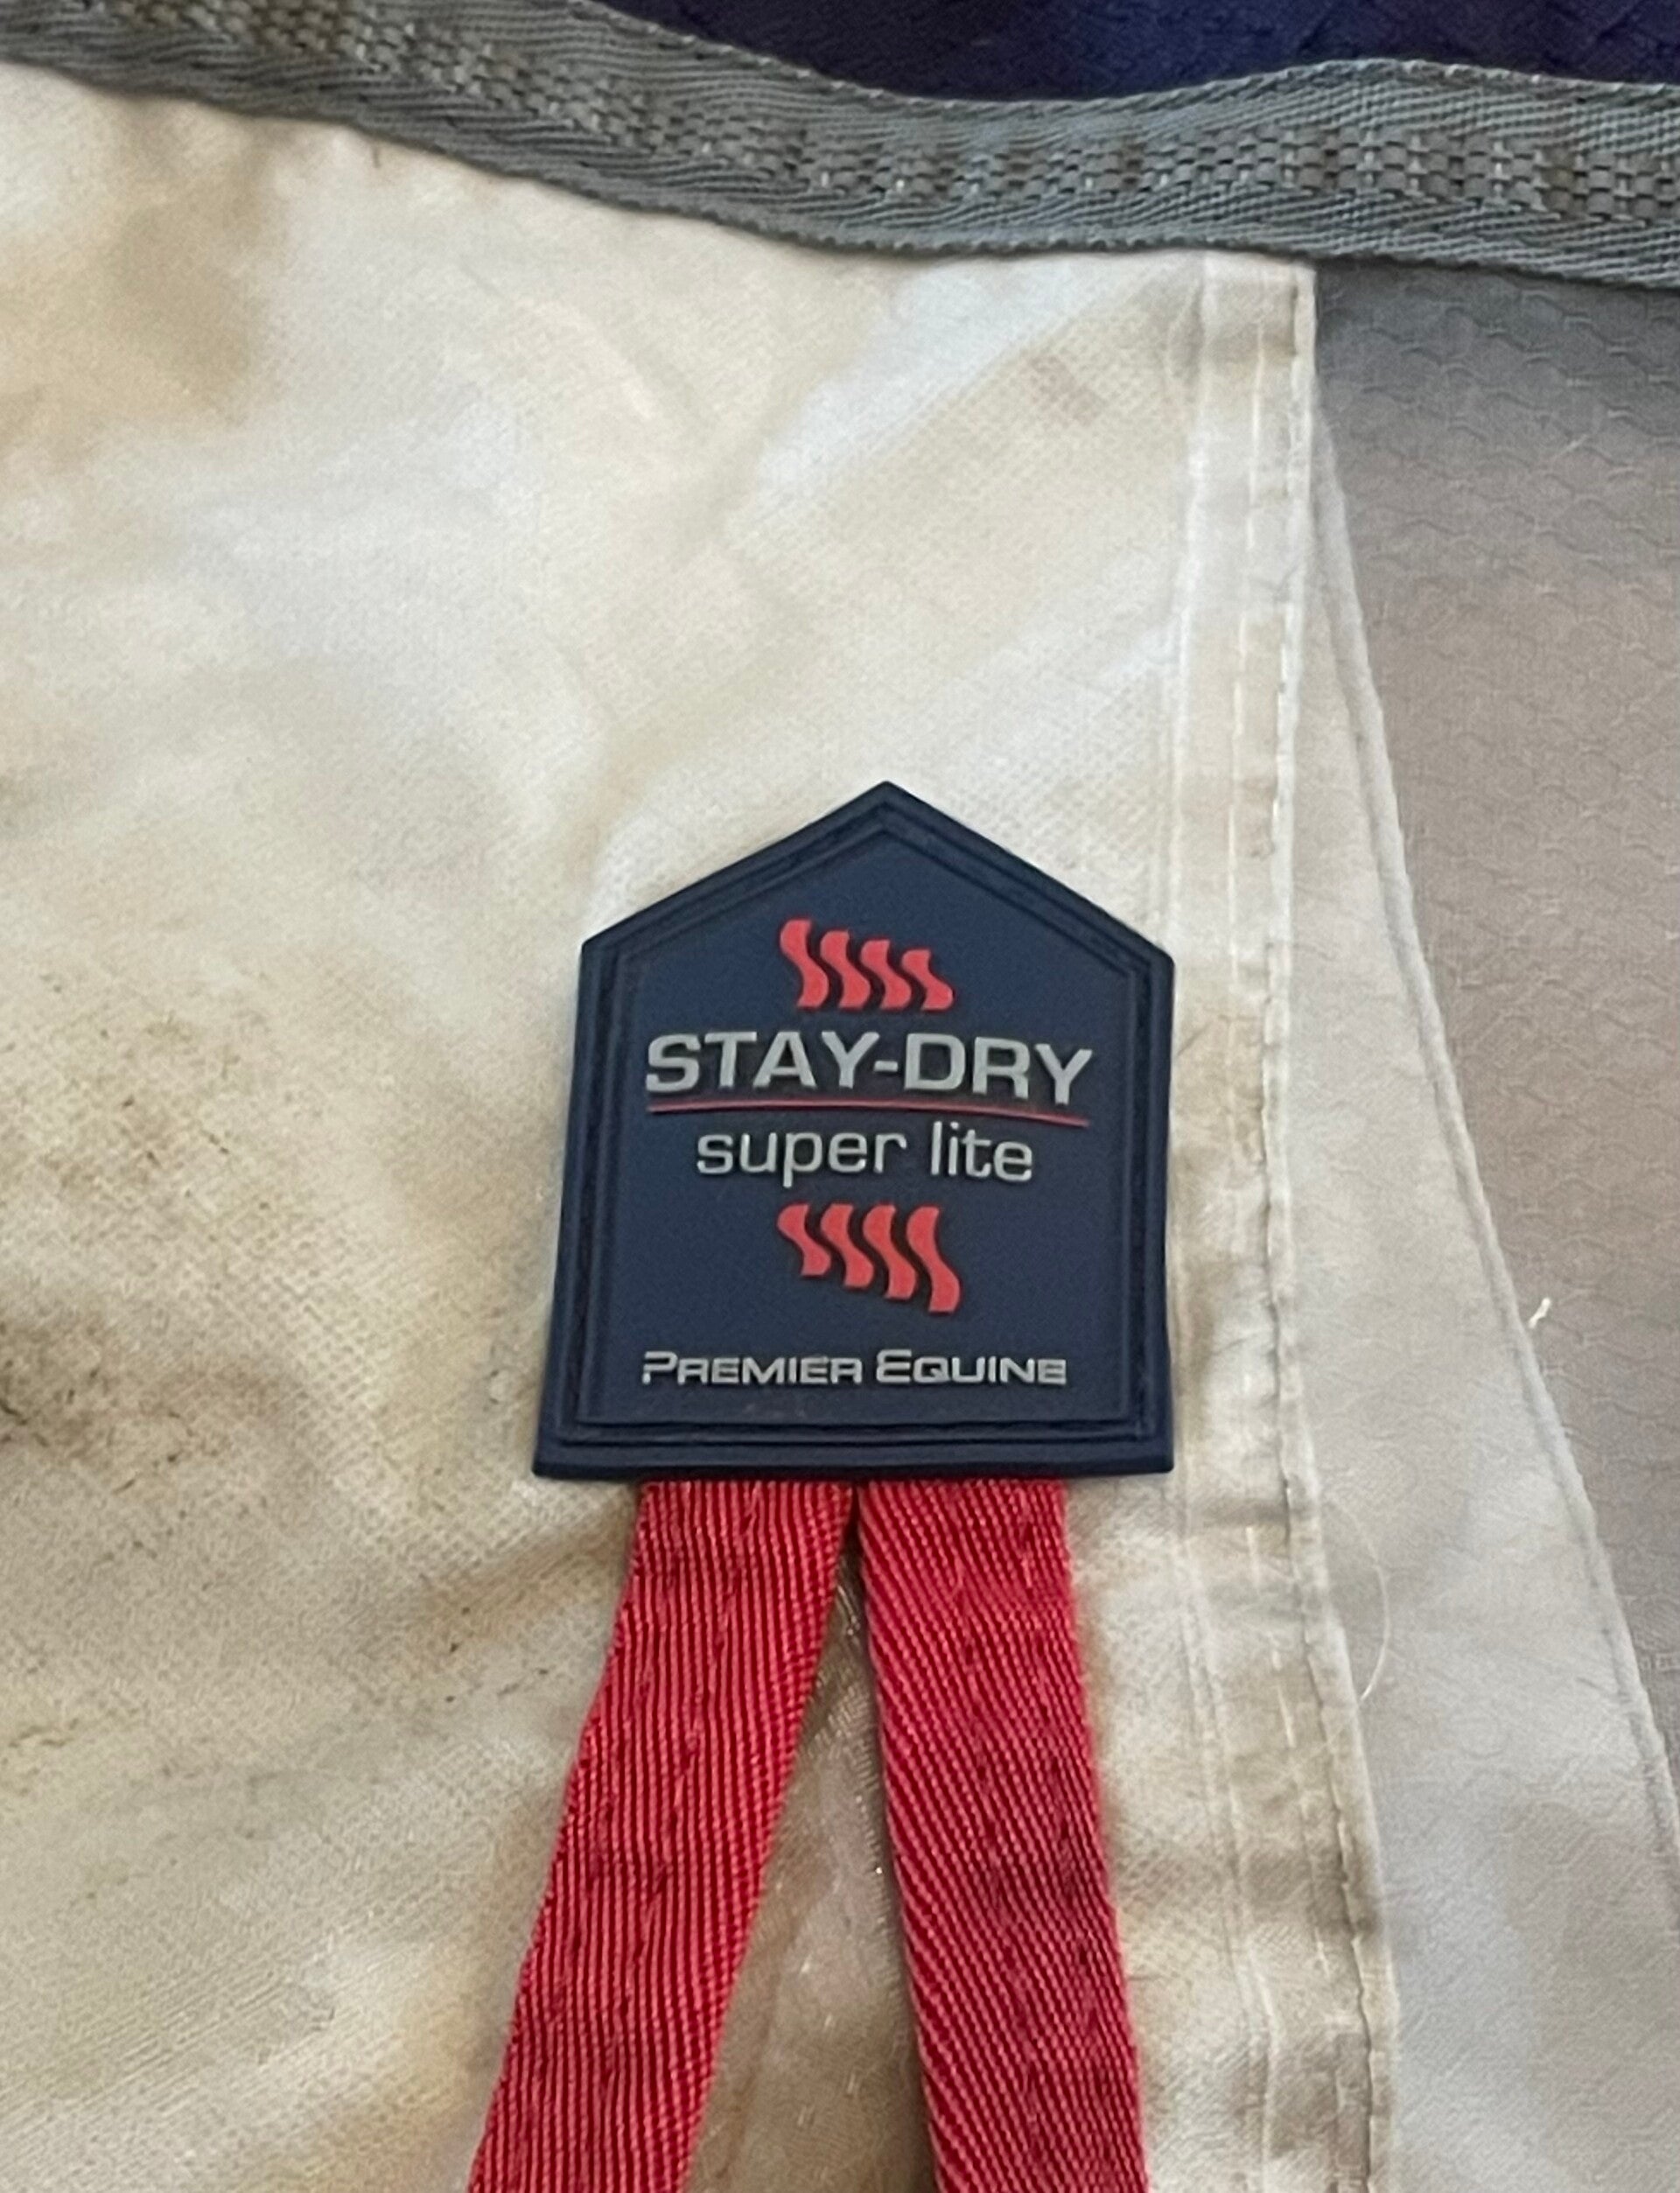 STAY-DRY
super lite
PREMIER EQUINE